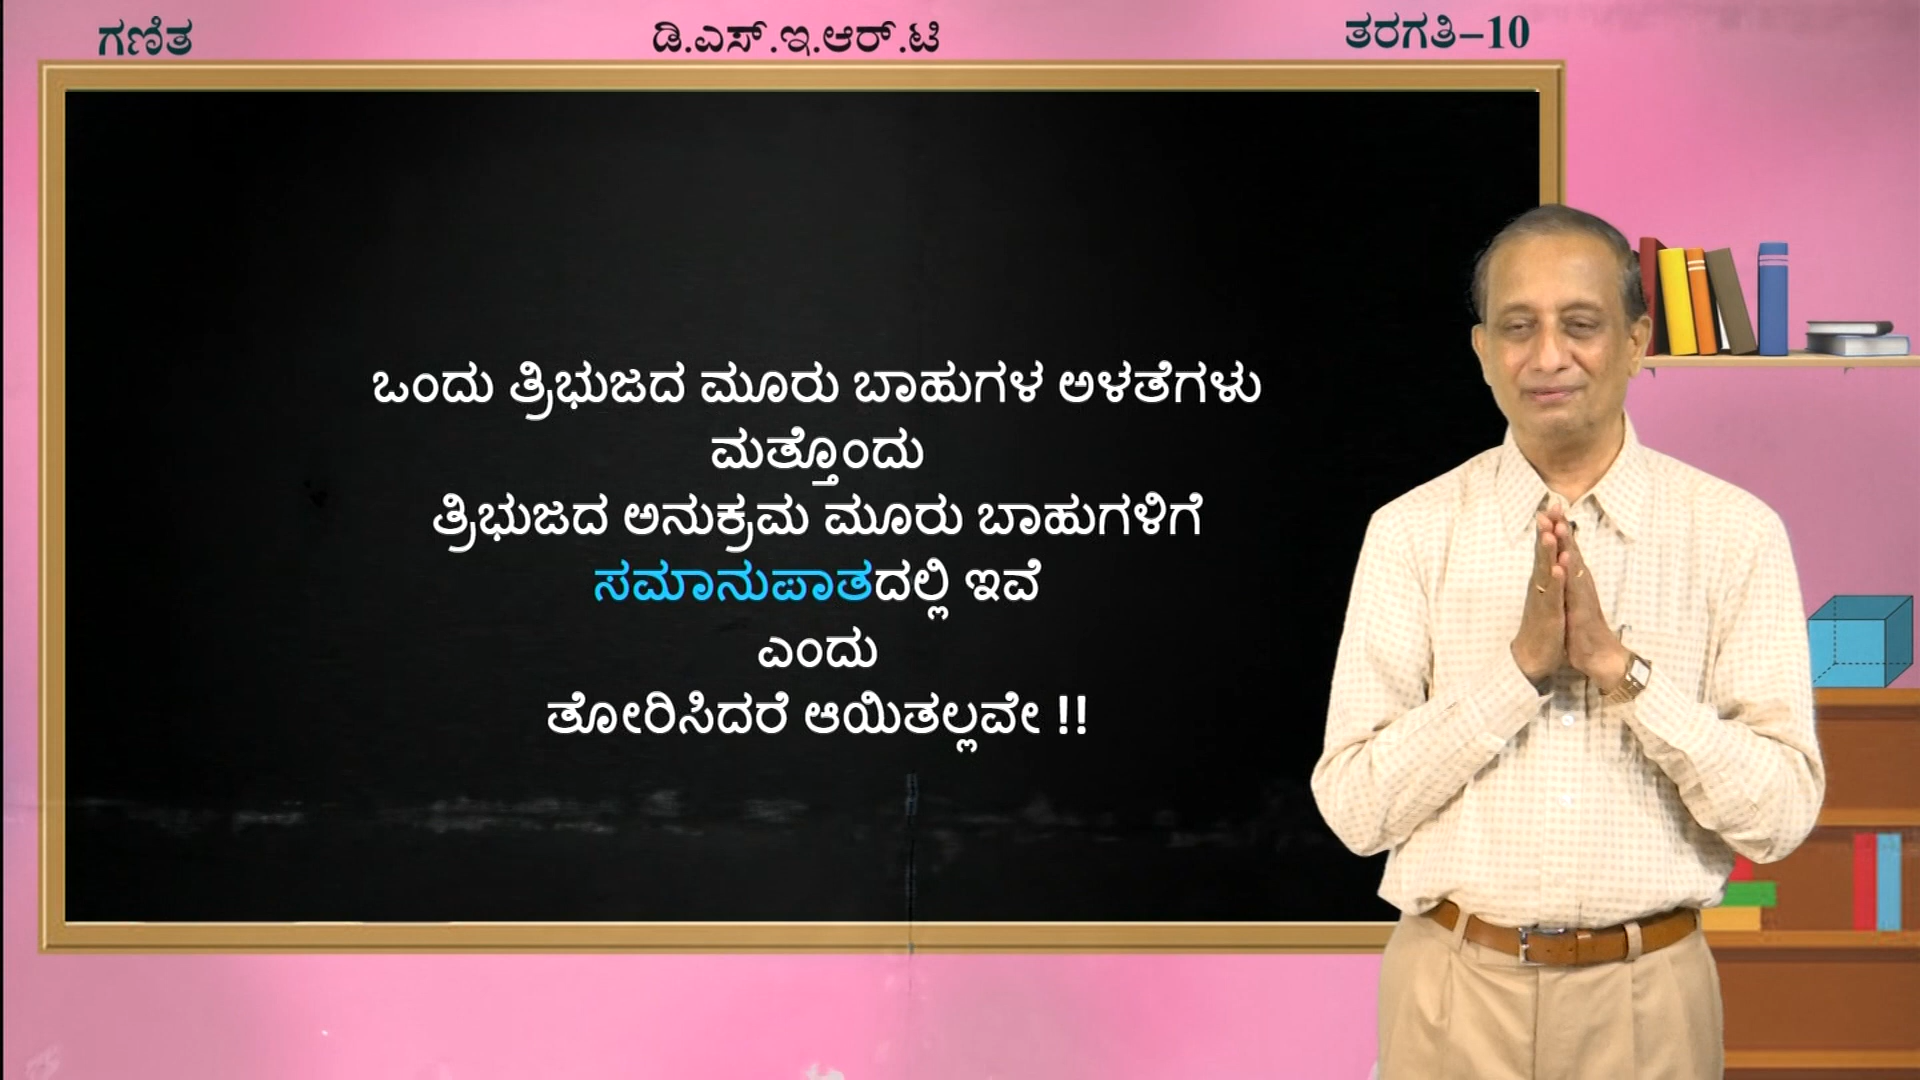 ಗಣಿತ
ಡಿ.ಎಸ್.ಇ.ಆರ್.ಟಿ
ತರಗತಿ–10
ಒಂದು ತ್ರಿಭುಜದ ಮೂರು ಬಾಹುಗಳ ಅಳತೆಗಳು
ಮತ್ತೊಂದು
ತ್ರಿಭುಜದ ಅನುಕ್ರಮ ಮೂರು ಬಾಹುಗಳಿಗೆ
ಸಮಾನುಪಾತದಲ್ಲಿ ಇವೆ
ಎಂದು
ತೋರಿಸಿದರೆ ಆಯಿತಲ್ಲವೇ !!